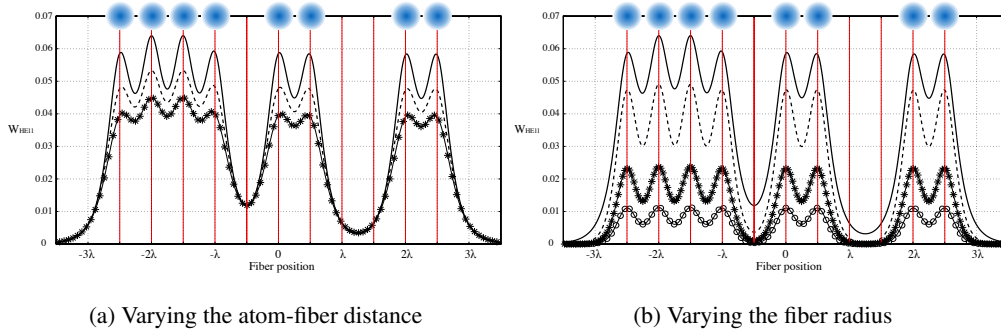 0.07
0.06
0.05
0.04
W_HE11
0.03
0.02
0.01
0
-3λ -2λ -λ 0 λ 2λ 3λ
Fiber position
(a) Varying the atom-fiber distance
0.07
0.06
0.05
0.04
W_HE11
0.03
0.02
0.01
0
-3λ -2λ -λ 0 λ 2λ 3λ
Fiber position
(b) Varying the fiber radius